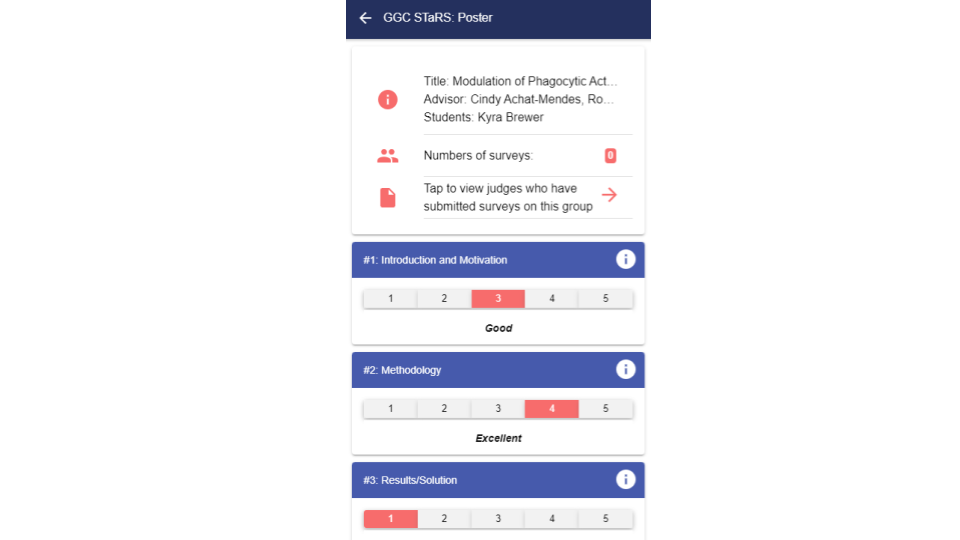 GGC STaRS: Poster
Title: Modulation of Phagocytic Act...
Advisor: Cindy Achat-Mendes, Ro...
Students: Kyra Brewer
Numbers of surveys: 0
Tap to view judges who have
submitted surveys on this group
#1: Introduction and Motivation
1 2 3 4 5
Good
#2: Methodology
1 2 3 4 5
Excellent
#3: Results/Solution
1 2 3 4 5